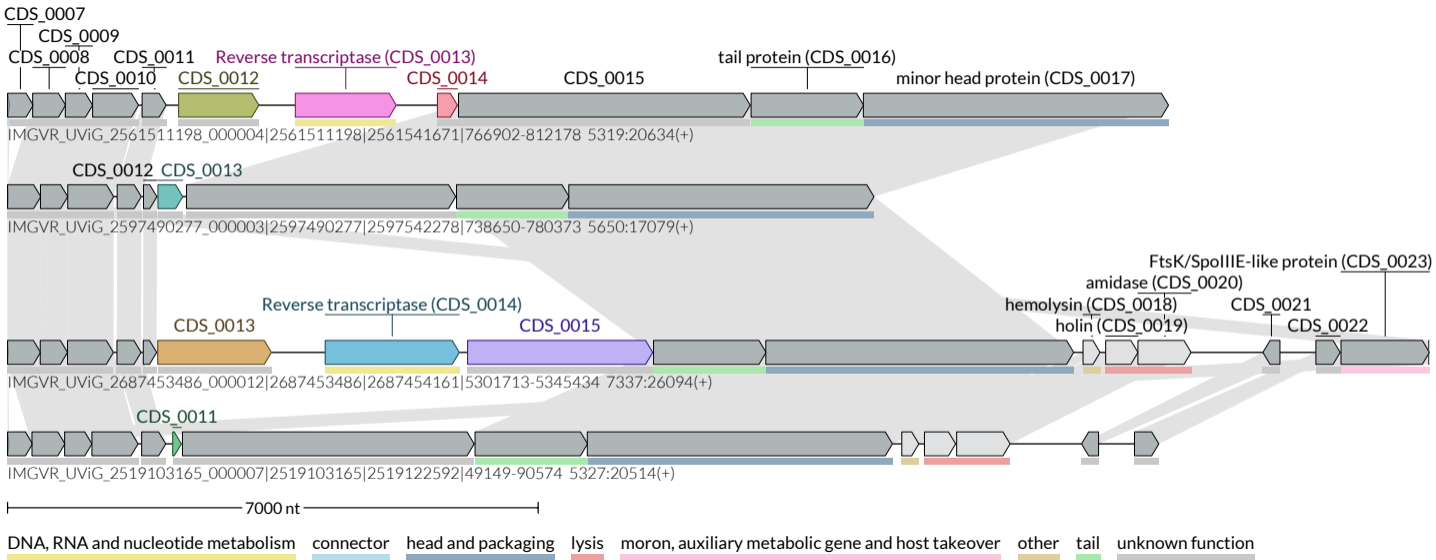 CDS_0007
CDS_0009
CDS_0008 CDS_0011 Reverse transcriptase (CDS_0013) tail protein (CDS_0016)
CDS_0010 CDS_0012 CDS_0014 CDS_0015 minor head protein (CDS_0017)
IMGVR_UViG_2561511198_000004|2561511198|2561541671|766902-812178 5319:20634(+)
CDS_0012 CDS_0013
IMGVR_UViG_2597490277_000003|2597490277|2597542278|738650-780373 5650:17079(+)
FtsK/SpoIIIE-like protein (CDS_0023)
amidase (CDS_0020)
Reverse transcriptase (CDS_0014) hemolysin (CDS_0018) CDS_0021
CDS_0013 CDS_0015 holin (CDS_0019) CDS_0022
IMGVR_UViG_2687453486_000012|2687453486|2687454161|5301713-5345434 7337:26094(+)
CDS_0011
IMGVR_UViG_2519103165_000007|2519103165|2519122592|49149-90574 5327:20514(+)
7000 nt
DNA, RNA and nucleotide metabolism connector head and packaging lysis moron, auxiliary metabolic gene and host takeover other tail unknown function